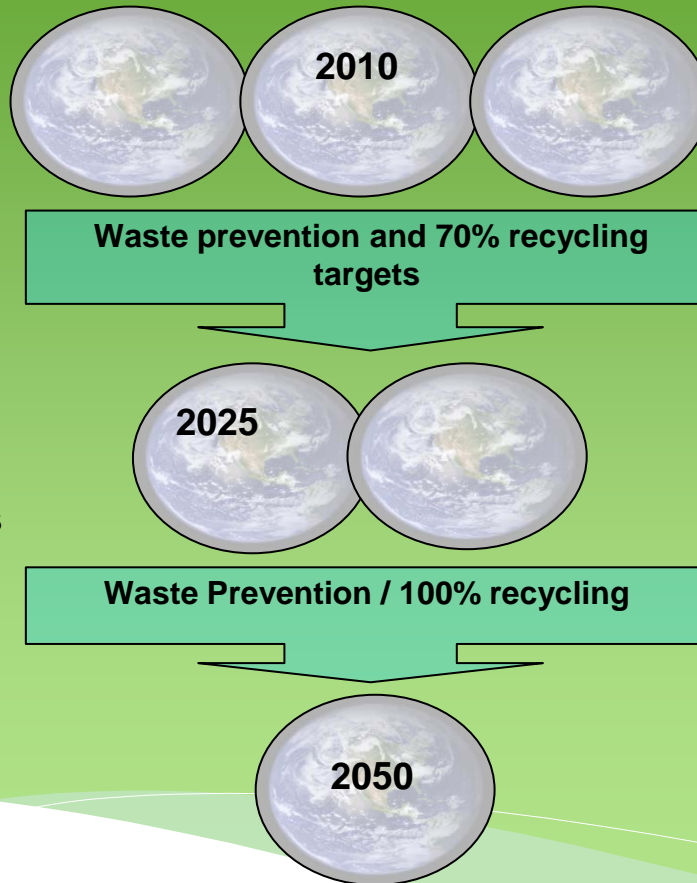 2010
Waste prevention and 70% recycling
targets
2025
Waste Prevention / 100% recycling
2050